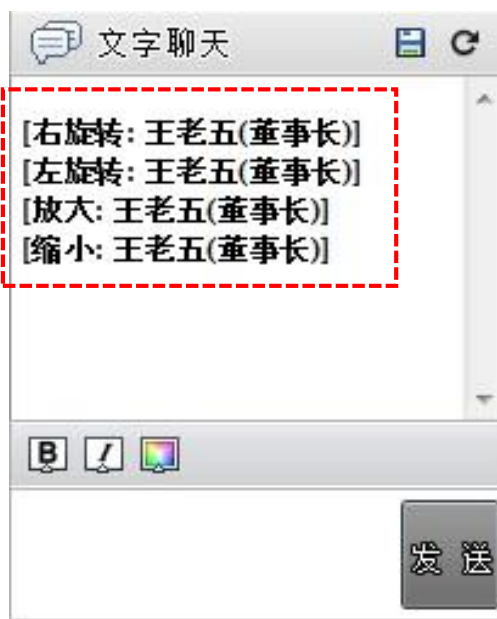 文字聊天
[右旋转: 王老五(董事长)]
[左旋转: 王老五(董事长)]
[放大: 王老五(董事长)]
[缩小: 王老五(董事长)]
B I
发 送